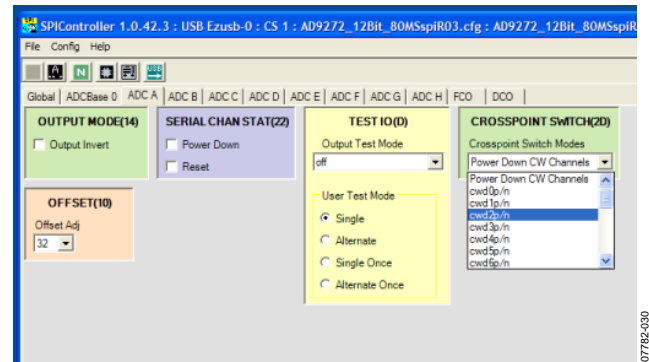 SPIController 1.0.42.3 : USB Ezusb-0 : CS 1 : AD9272_12Bit_80MSspiR03.cfg : AD9272_12Bit_80MSspiR
File Config Help
Global ADCBase 0 ADC A ADC B ADC C ADC D ADC E ADC F ADC G ADC H FCO DCO
OUTPUT MODE(14) SERIAL CHAN STAT(22) TEST IO(D) CROSSPOINT SWITCH(2D)
Output Invert Power Down Output Test Mode Crosspoint Switch Modes
Reset off Power Down CW Channels
Power Down CW Channels
cwd0p/n
cwd1p/n
cwd2p/n
cwd3p/n
cwd4p/n
cwd5p/n
cwd6p/n
OFFSET(10)
Offset Adj
32
User Test Mode
Single
Alternate
Single Once
Alternate Once
07782-030